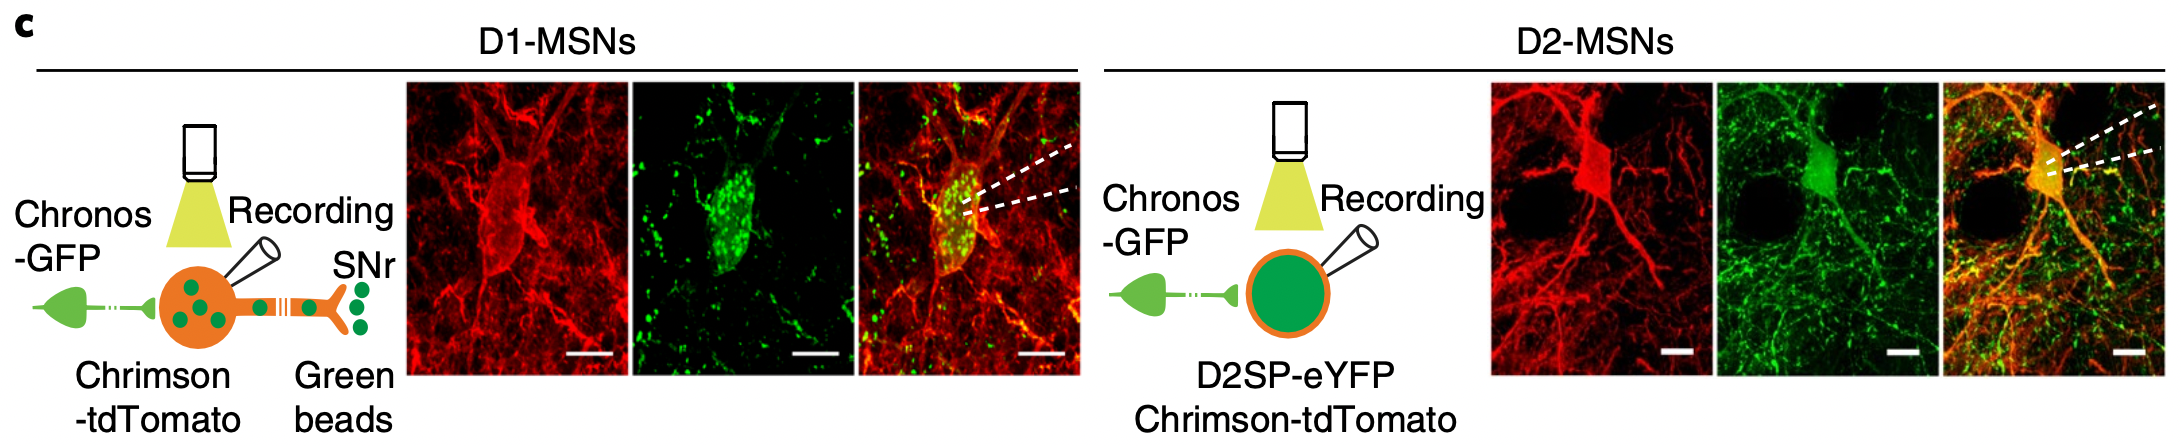 c
D1-MSNs
D2-MSNs
Chronos
-GFP
Recording
SNr
Chrimson
-tdTomato
Green
beads
Chronos
-GFP
Recording
D2SP-eYFP
Chrimson-tdTomato